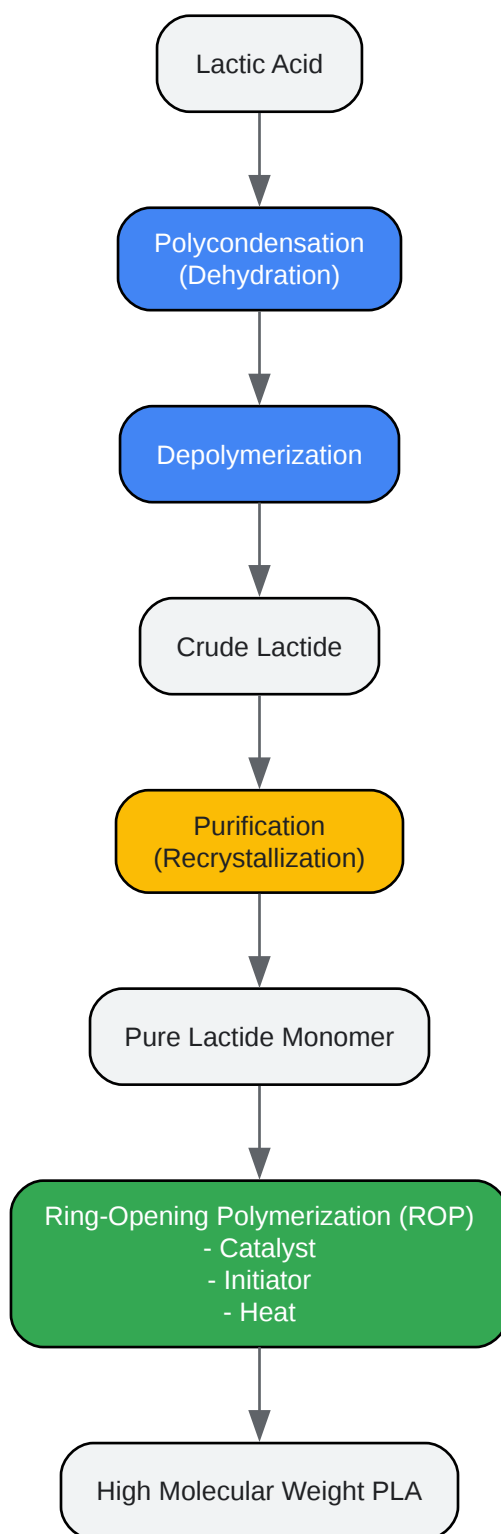 Lactic Acid
Polycondensation
(Dehydration)
Depolymerization
Crude Lactide
Purification
(Recrystallization)
Pure Lactide Monomer
Ring-Opening Polymerization (ROP)
- Catalyst
- Initiator
- Heat
High Molecular Weight PLA